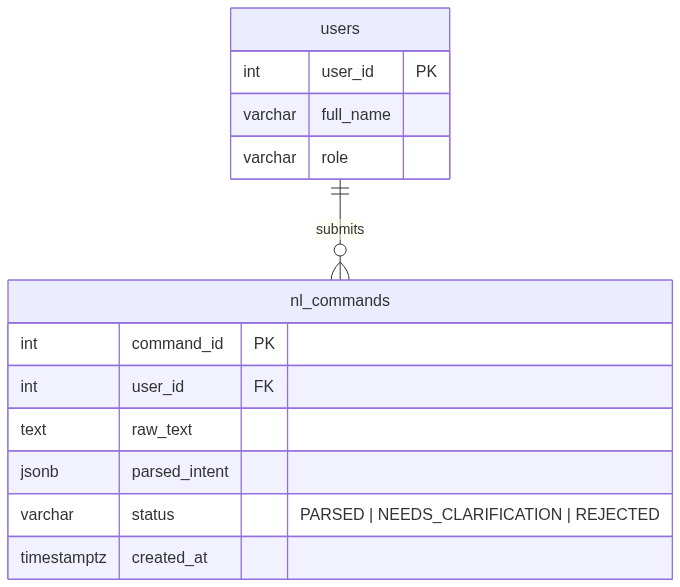 users
int user_id PK
varchar full_name
varchar role
submits
nl_commands
int command_id PK
int user_id FK
text raw_text
jsonb parsed_intent
varchar status PARSED | NEEDS_CLARIFICATION | REJECTED
timestamptz created_at